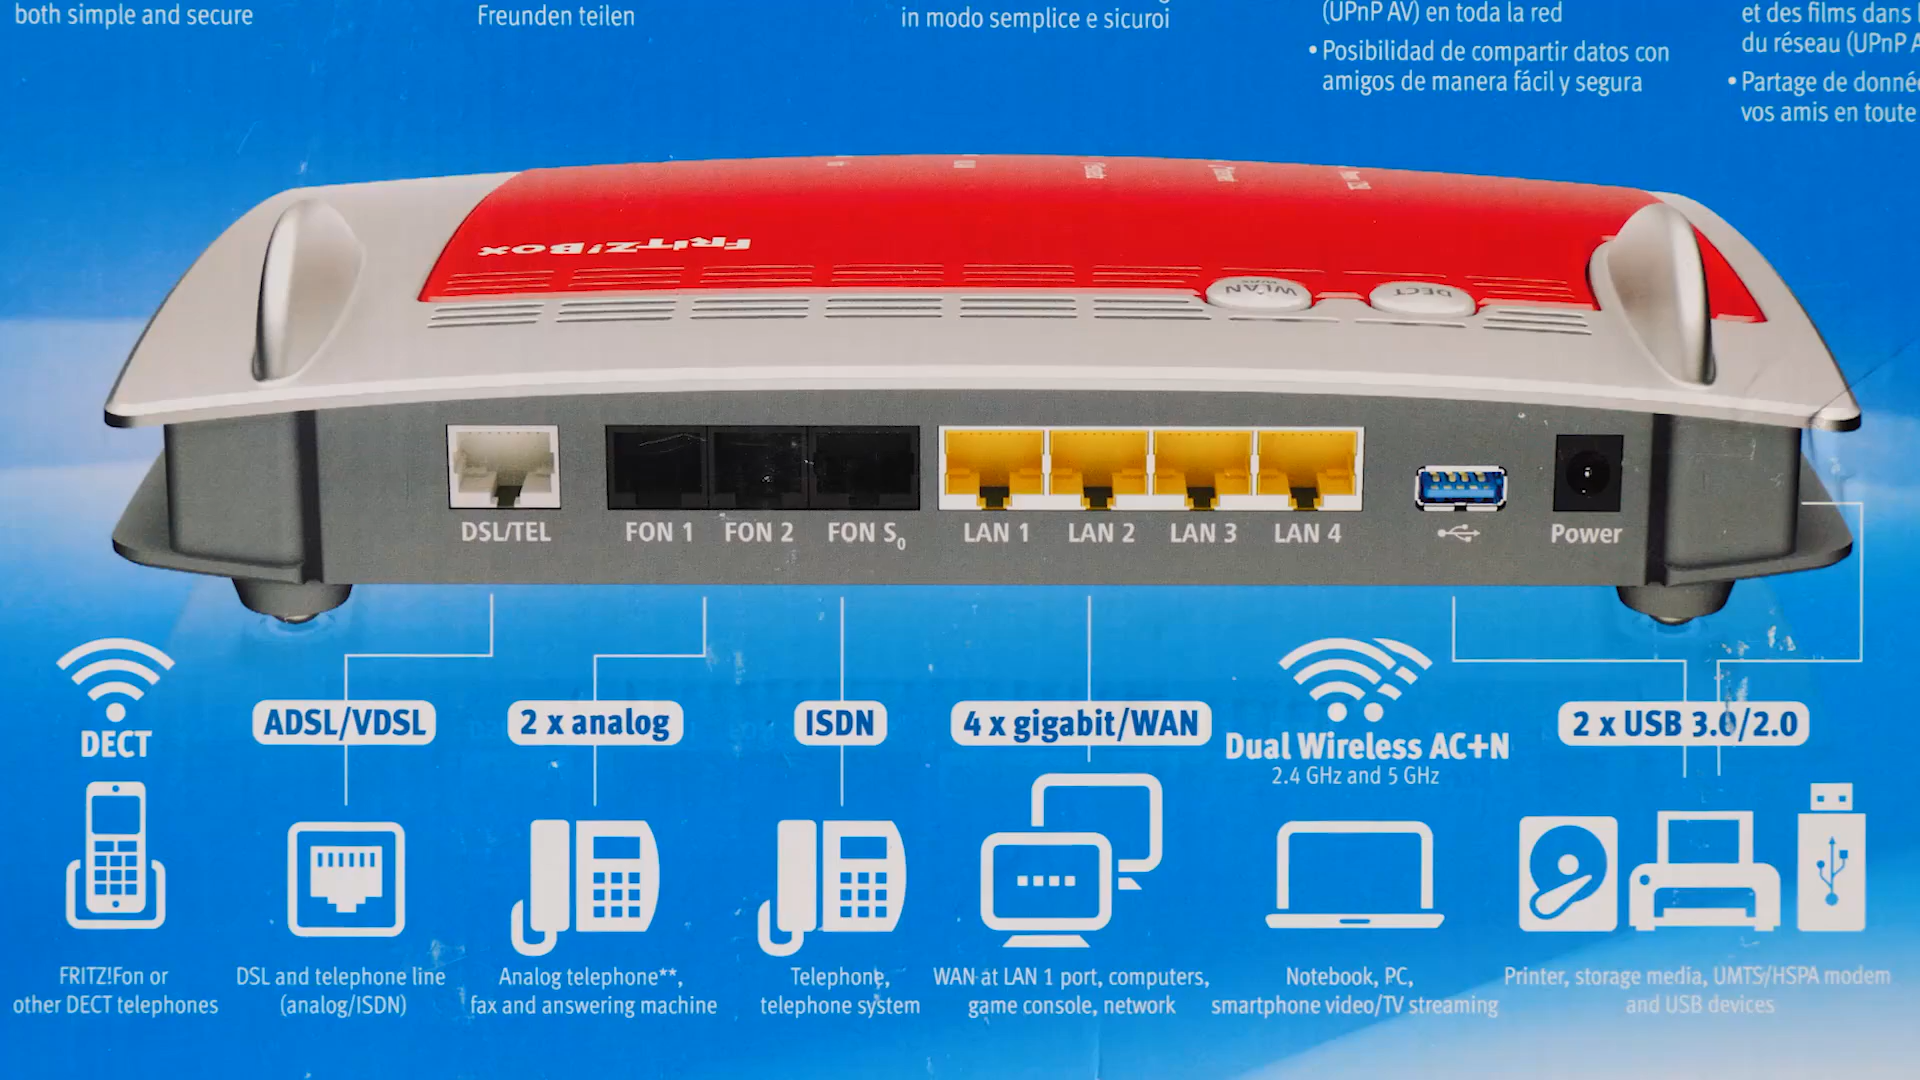 both simple and secure
Freunden teilen
in modo semplice e sicuroi
(UPnP AV) en toda la red
• Posibilidad de compartir datos con
amigos de manera fácil y segura
et des films dans
du réseau (UPnP A
• Partage de donné
vos amis en toute
FRITZ!Box
WLAN
DECT
DSL/TEL
FON 1
FON 2
FON S0
LAN 1
LAN 2
LAN 3
LAN 4
Power
DECT
ADSL/VDSL
2 x analog
ISDN
4 x gigabit/WAN
Dual Wireless AC+N
2.4 GHz and 5 GHz
2 x USB 3.0/2.0
FRITZ!Fon or
other DECT telephones
DSL and telephone line
(analog/ISDN)
Analog telephone**,
fax and answering machine
Telephone,
telephone system
WAN at LAN 1 port, computers,
game console, network
Notebook, PC,
smartphone video/TV streaming
Printer, storage media, UMTS/HSPA modem
and USB devices